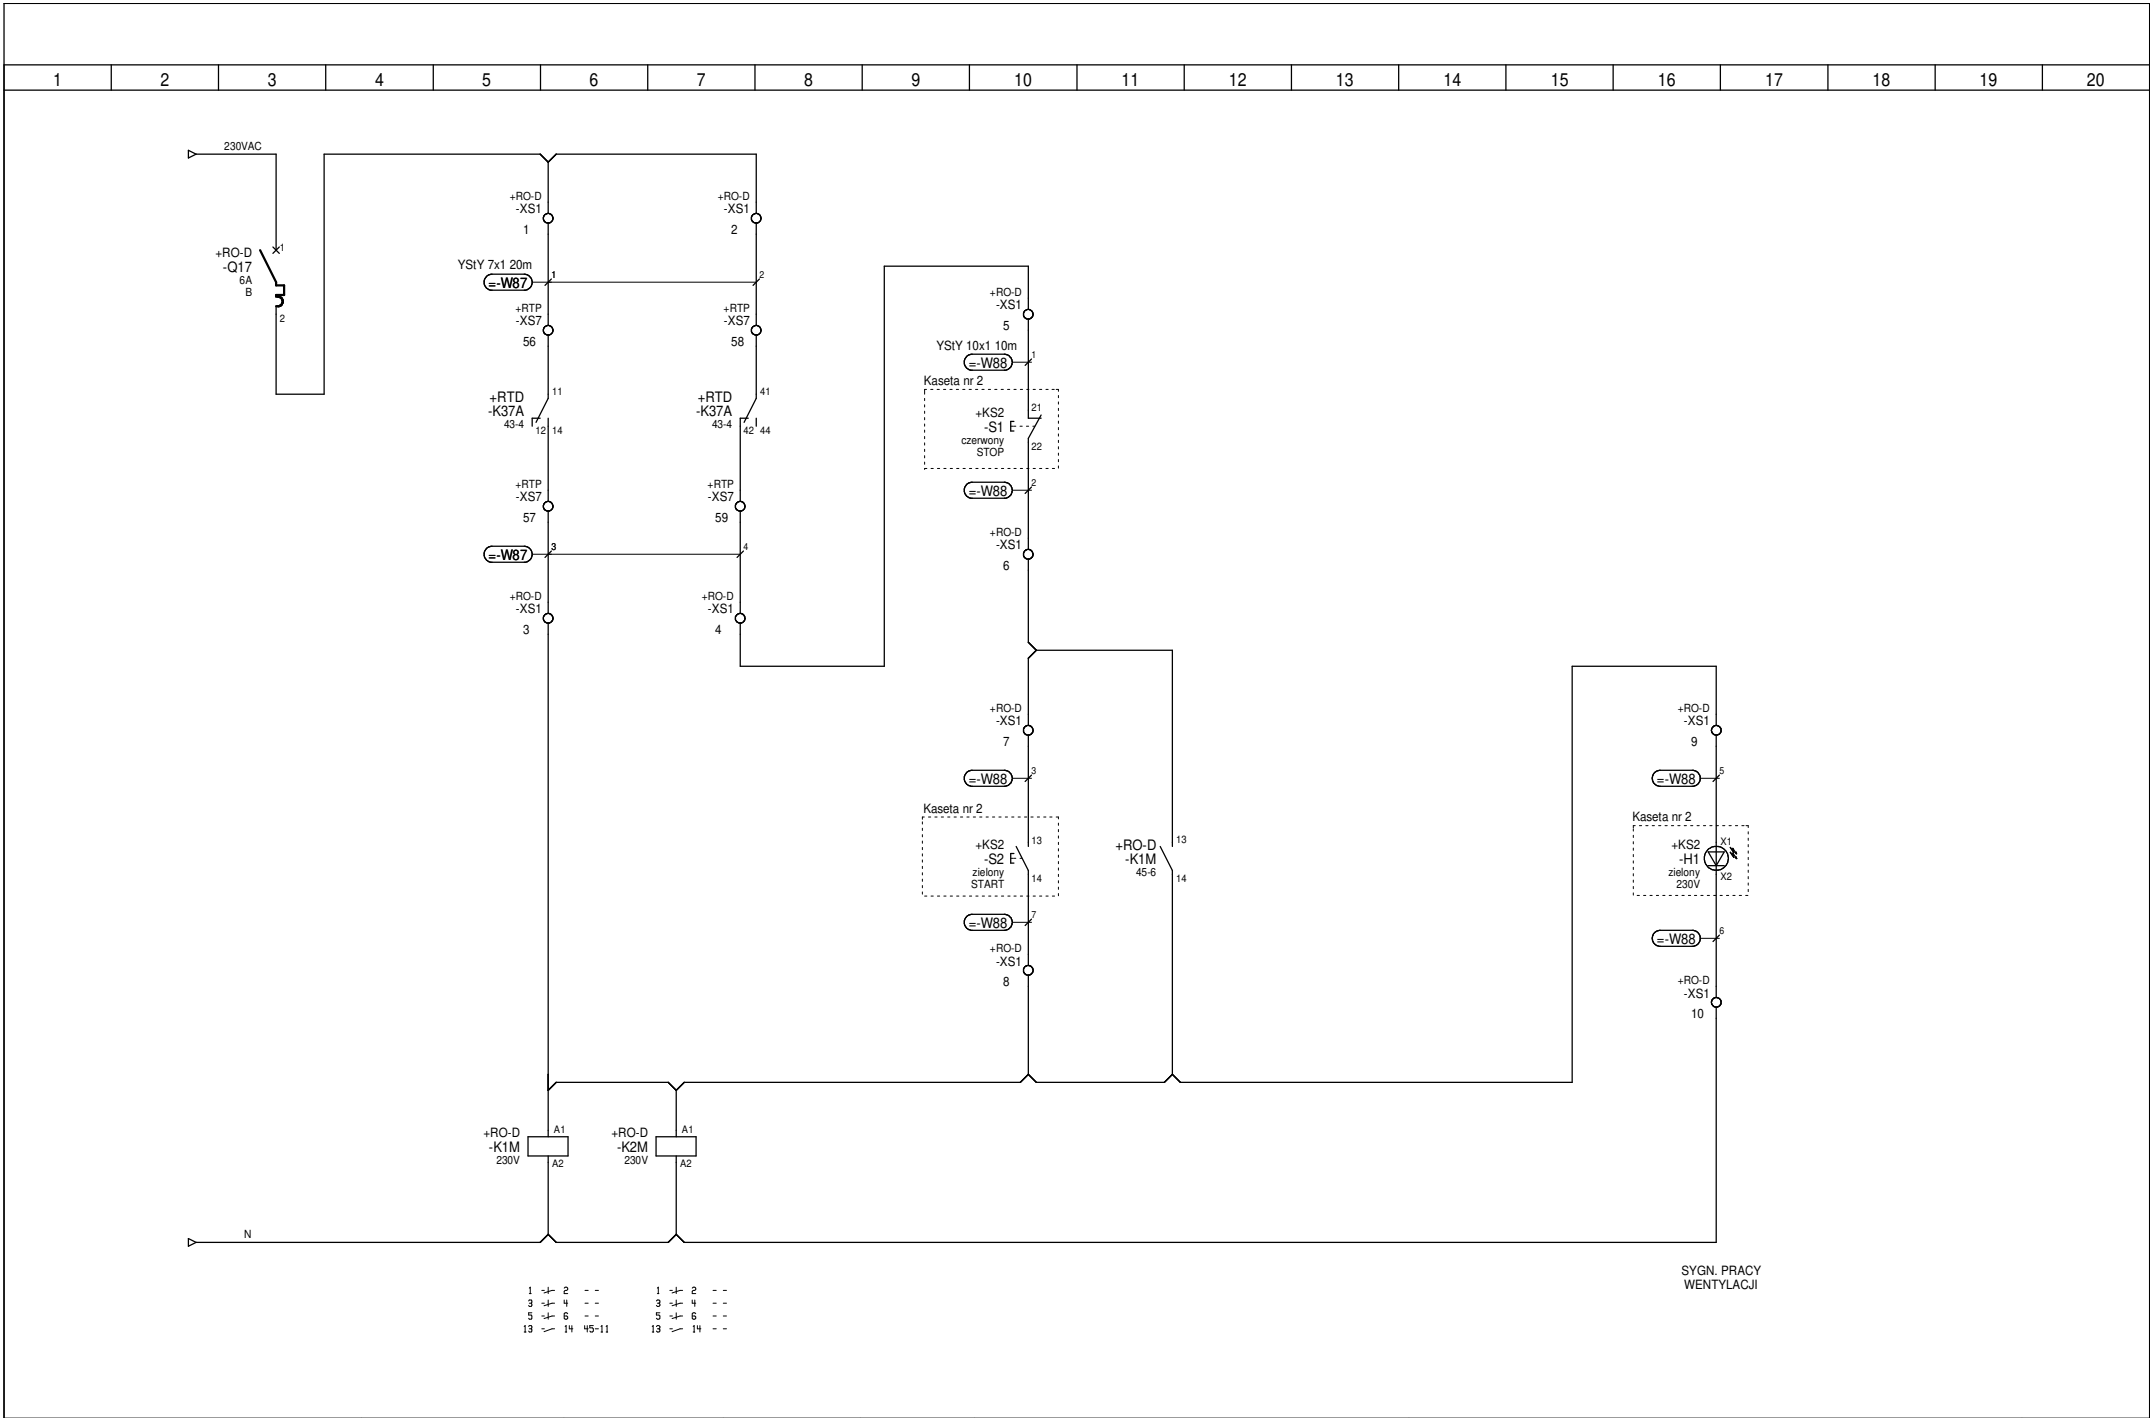 1 2 3 4 5 6 7 8 9 10 11 12 13 14 15 16 17 18 19 20
230VAC
+RO-D
-Q17
6A
B
1
2
+RO-D
-XS1
1
+RO-D
-XS1
2
YStY 7x1 20m
=-W87
1
2
+RTP
-XS7
56
+RTP
-XS7
58
+RTD
-K37A
43-4
11
12 14
+RTD
-K37A
43-4
41
42 44
+RTP
-XS7
57
+RTP
-XS7
59
=-W87
3
4
+RO-D
-XS1
3
+RO-D
-XS1
4
+RO-D
-XS1
5
YStY 10x1 10m
=-W88
1
Kaseta nr 2
+KS2
-S1
czerwony
STOP
21
22
=-W88
2
+RO-D
-XS1
6
+RO-D
-XS1
7
=-W88
3
Kaseta nr 2
+KS2
-S2
zielony
START
13
14
=-W88
7
+RO-D
-XS1
8
+RO-D
-K1M
45-6
13
14
+RO-D
-XS1
9
=-W88
5
Kaseta nr 2
+KS2
-H1
zielony
230V
X1
X2
=-W88
6
+RO-D
-XS1
10
+RO-D
-K1M
230V
A1
A2
+RO-D
-K2M
230V
A1
A2
N
SYGN. PRACY
WENTYLACJI
1 2 - -
3 4 - -
5 6 - -
13 14 45-11
1 2 - -
3 4 - -
5 6 - -
13 14 - -